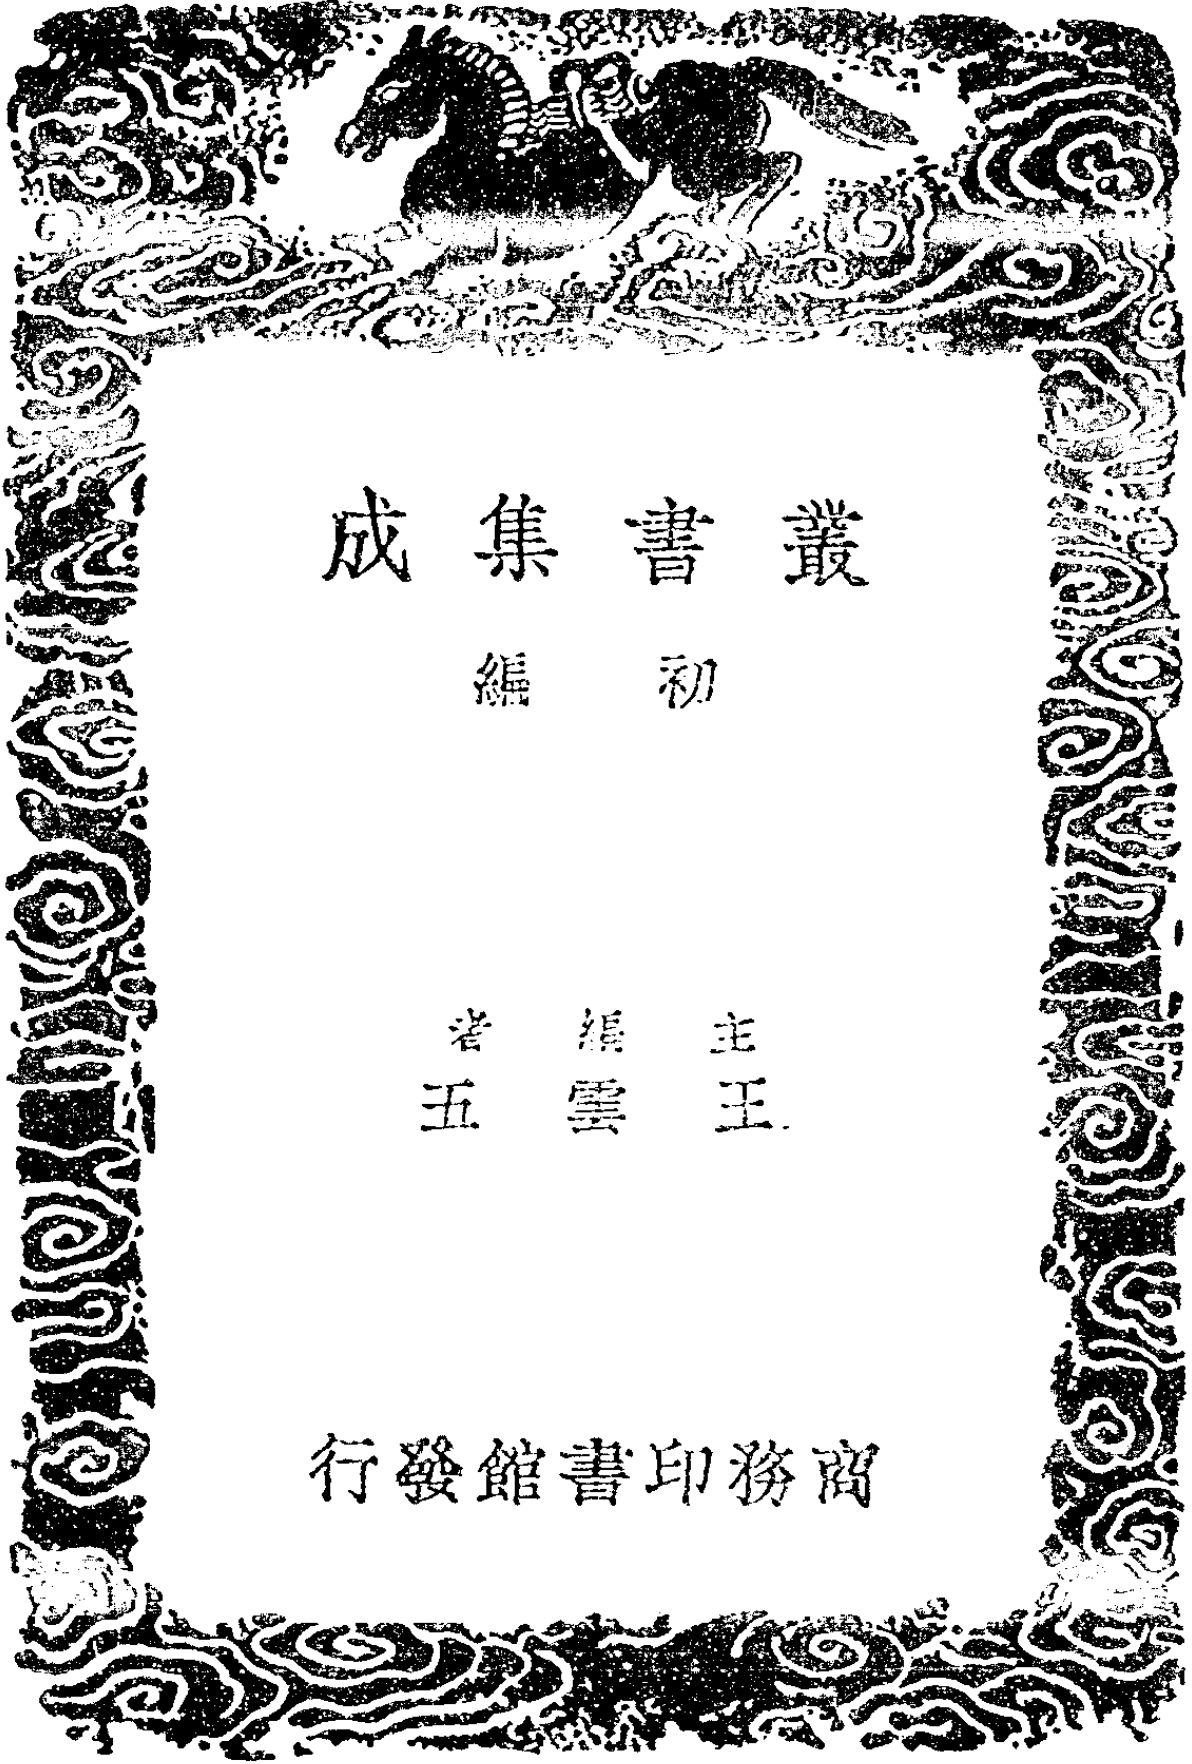 叢書集成
初編
主編者
王雲五
商務印書館發行